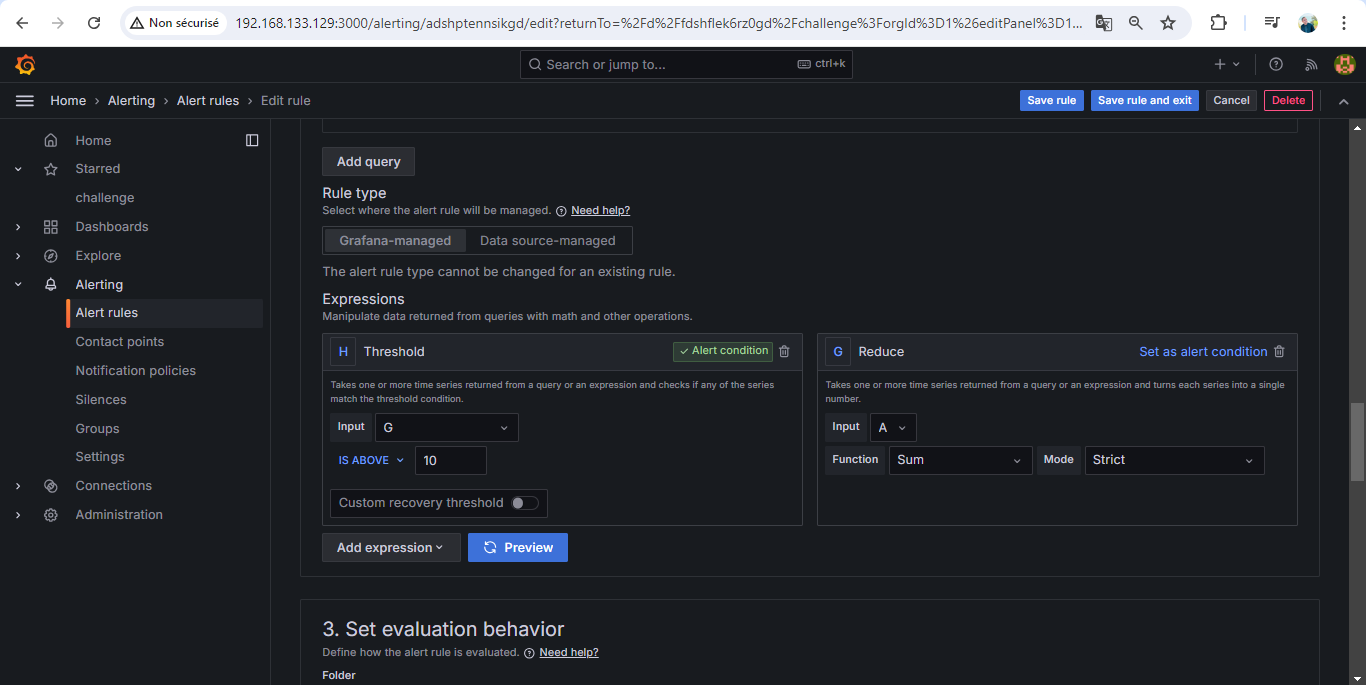 Non sécurisé
192.168.133.129:3000/alerting/adshptennsikgd/edit?returnTo=%2Fd%2Ffdshflek6rz0gd%2Fchallenge%3ForgId%3D1%26editPanel%3D1...
Search or jump to...
ctrl+k
Home › Alerting › Alert rules › Edit rule
Save rule
Save rule and exit
Cancel
Delete
Home
Starred
challenge
Dashboards
Explore
Alerting
Alert rules
Contact points
Notification policies
Silences
Groups
Settings
Connections
Administration
Add query
Rule type
Select where the alert rule will be managed. Need help?
Grafana-managed Data source-managed
The alert rule type cannot be changed for an existing rule.
Expressions
Manipulate data returned from queries with math and other operations.
H Threshold Alert condition
Takes one or more time series returned from a query or an expression and checks if any of the series
match the threshold condition.
Input G
IS ABOVE 10
Custom recovery threshold
G Reduce Set as alert condition
Takes one or more time series returned from a query or an expression and turns each series into a single
number.
Input A
Function Sum Mode Strict
Add expression
Preview
3. Set evaluation behavior
Define how the alert rule is evaluated. Need help?
Folder